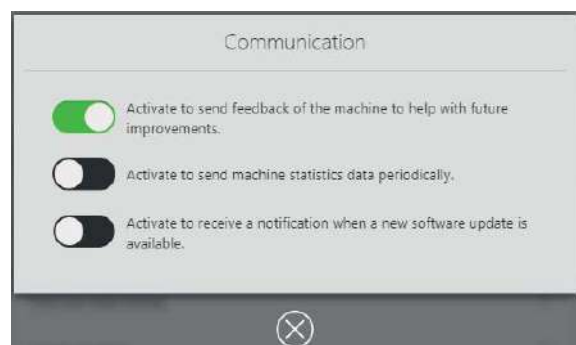 Communication
Activate to send feedback of the machine to help with future
improvements.
Activate to send machine statistics data periodically.
Activate to receive a notification when a new software update is
available.